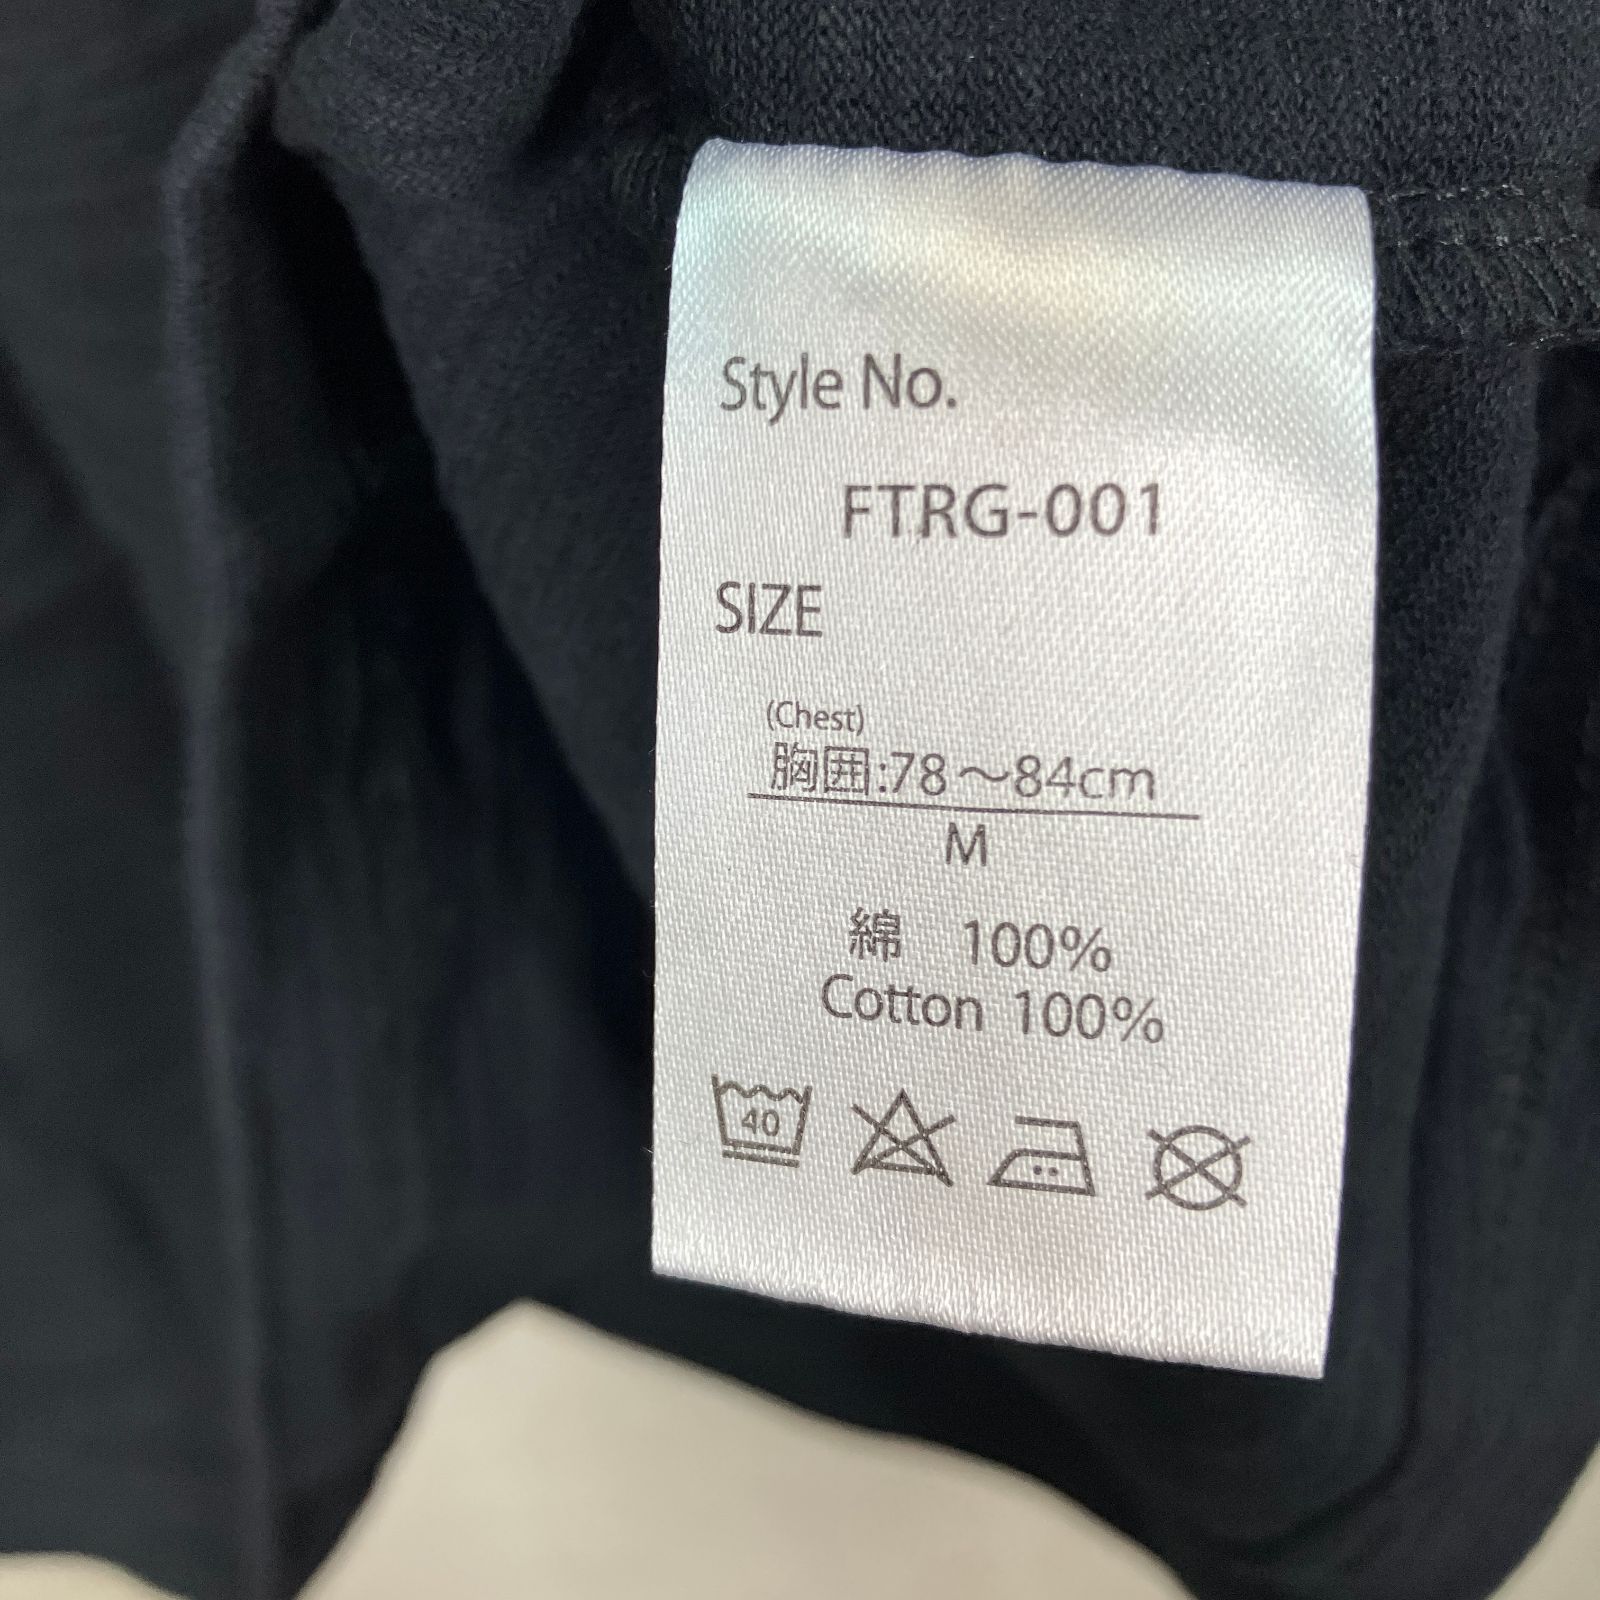 Style No.
FTRG-001
SIZE
(Chest)
胸囲:78～84cm
M
綿 100%
Cotton 100%
40